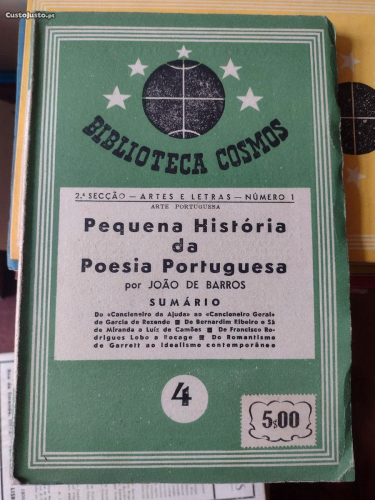 CustoJusto.pt
BIBLIOTECA COSMOS
2.ª SECÇÃO — ARTES E LETRAS — NÚMERO 1
ARTE PORTUGUESA
Pequena História
da
Poesia Portuguesa
por JOÃO DE BARROS
SUMÁRIO
Do «Cancioneiro da Ajuda» ao «Cancioneiro Geral»
de Garcia de Rezende ■ De Bernardim Ribeiro e Sá
de Miranda a Luiz de Camões ■ De Francisco Ro-
drigues Lobo a Bocage ■ Do Romantismo
de Garrett ao idealismo contemporâneo
4
5$00